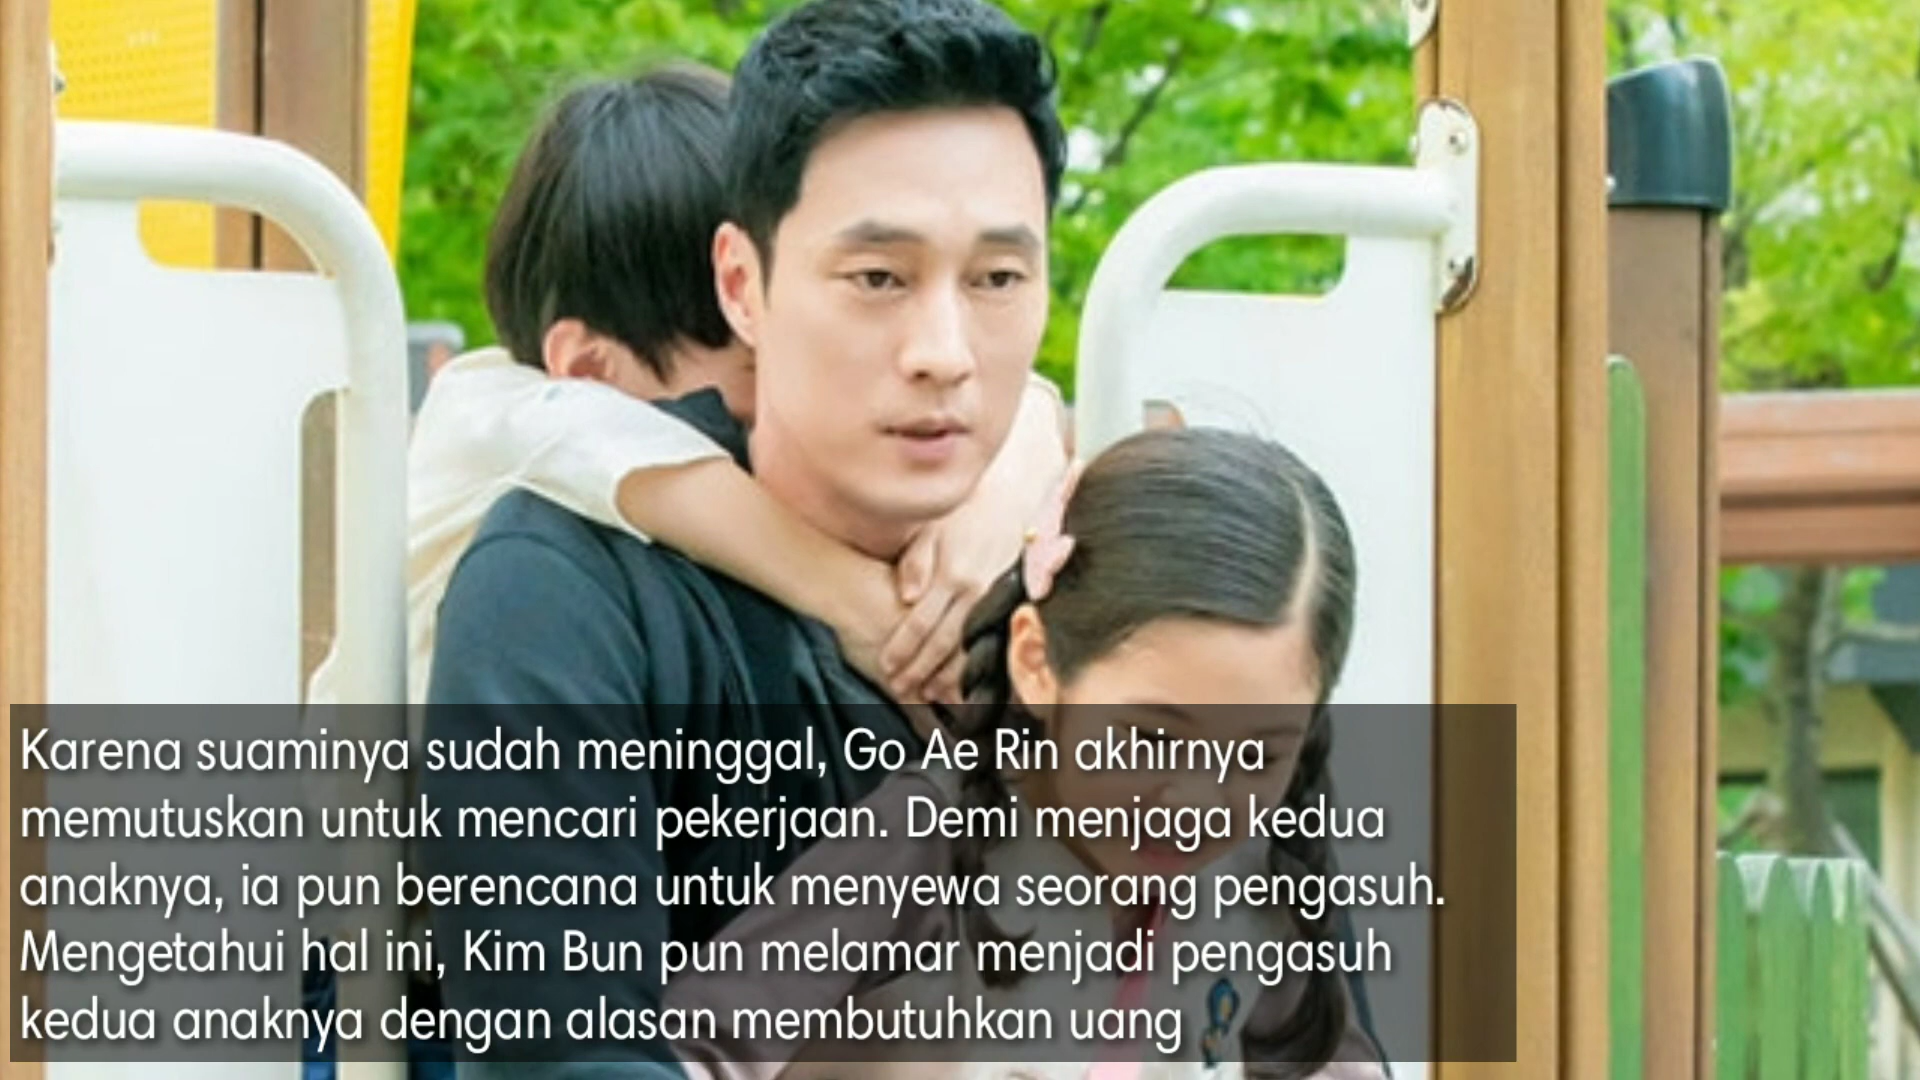 Karena suaminya sudah meninggal, Go Ae Rin akhirnya
memutuskan untuk mencari pekerjaan. Demi menjaga kedua
anaknya, ia pun berencana untuk menyewa seorang pengasuh.
Mengetahui hal ini, Kim Bun pun melamar menjadi pengasuh
kedua anaknya dengan alasan membutuhkan uang